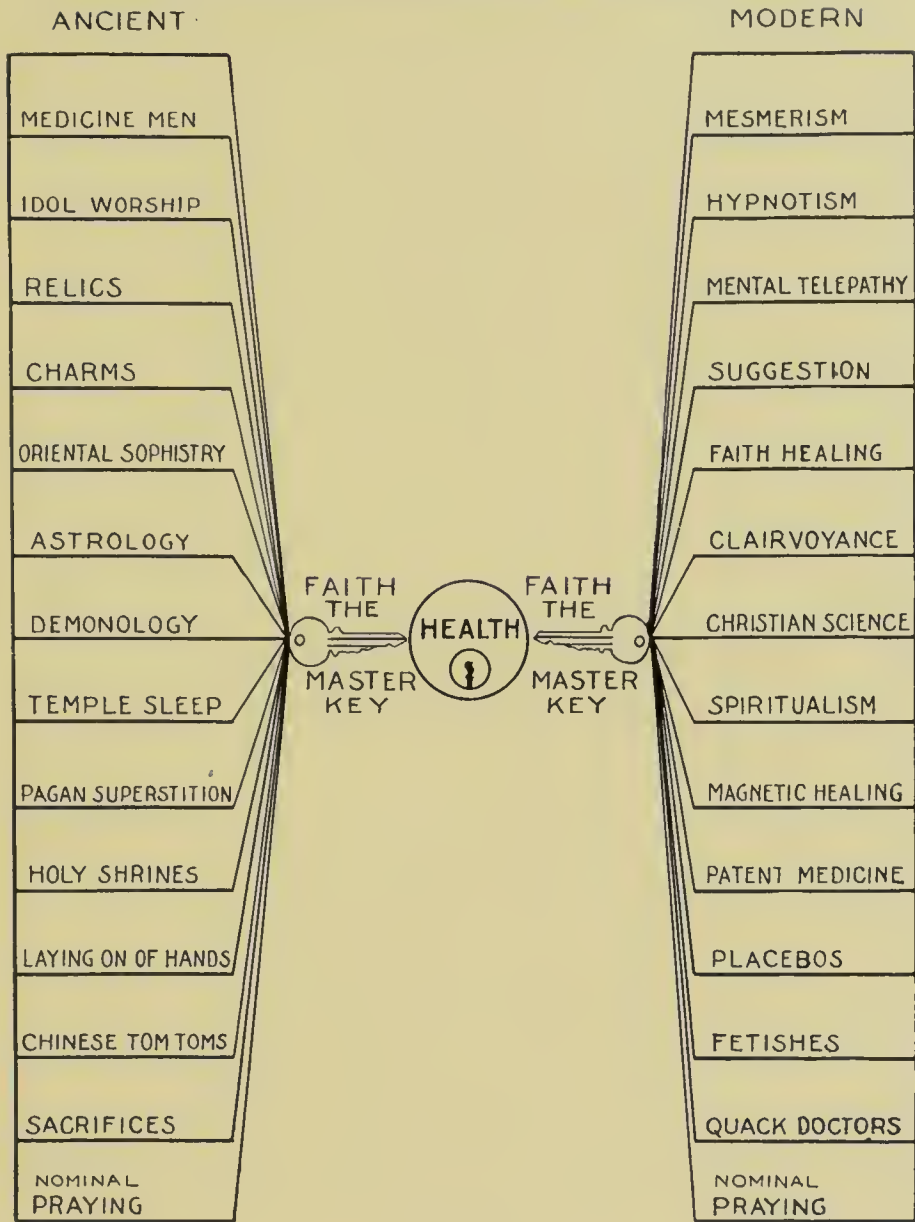 ANCIENT
MEDICINE MEN
IDOL WORSHIP
RELICS
CHARMS
ORIENTAL SOPHISTRY
ASTROLOGY
DEMONOLOGY
TEMPLE SLEEP
PAGAN SUPERSTITION
HOLY SHRINES
LAYING ON OF HANDS
CHINESE TOM TOMS
SACRIFICES
NOMINAL
PRAYING
FAITH
THE
MASTER
KEY
HEALTH
FAITH
THE
MASTER
KEY
MODERN
MESMERISM
HYPNOTISM
MENTAL TELEPATHY
SUGGESTION
FAITH HEALING
CLAIRVOYANCE
CHRISTIAN SCIENCE
SPIRITUALISM
MAGNETIC HEALING
PATENT MEDICINE
PLACEBOS
FETISHES
QUACK DOCTORS
NOMINAL
PRAYING